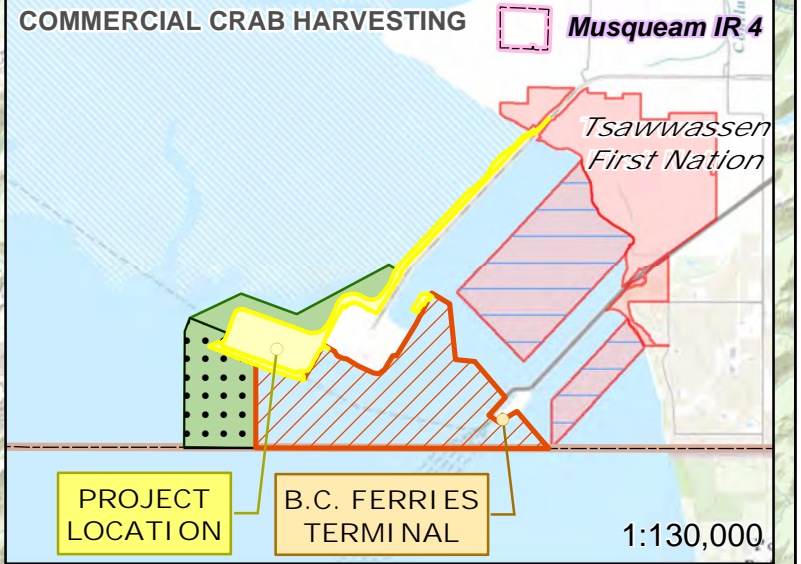 COMMERCIAL CRAB HARVESTING
Musqueam IR 4
Tsawwassen
First Nation
PROJECT
LOCATION
B.C. FERRIES
TERMINAL
1:130,000